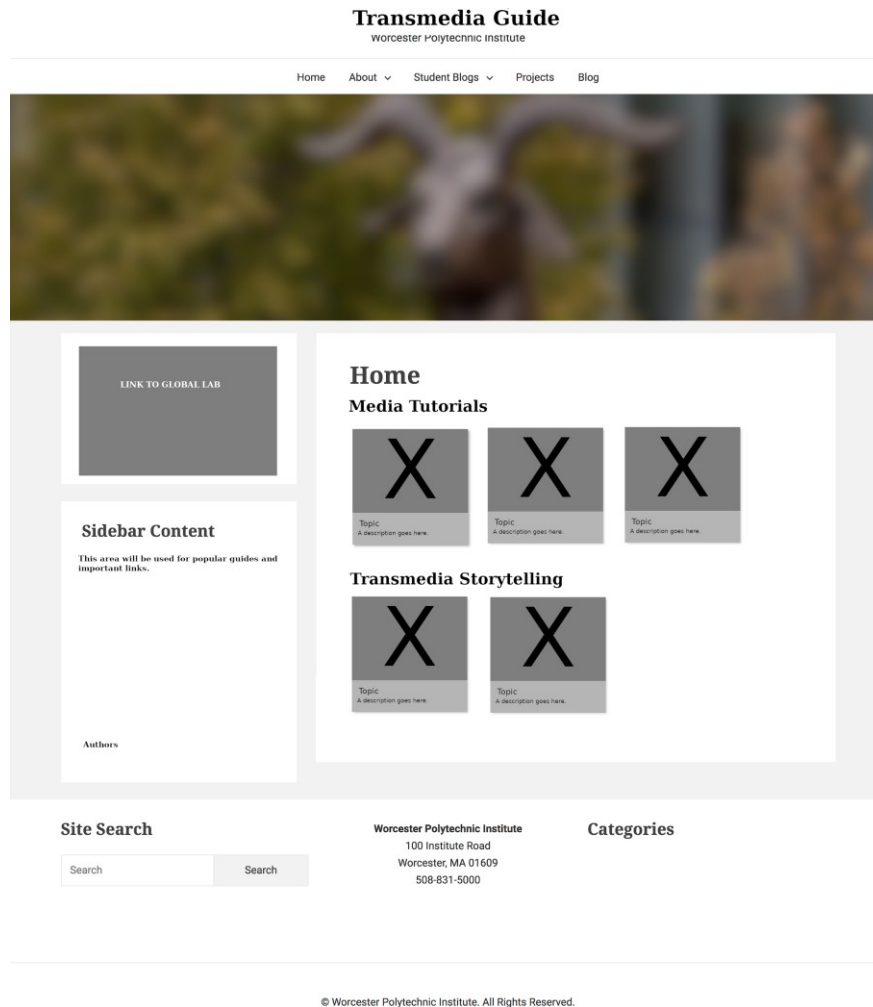 Transmedia Guide
Worcester Polytechnic Institute
Home About Student Blogs Projects Blog
LINK TO GLOBAL LAB
Sidebar Content
This area will be used for popular guides and
important links.
Authors
Home
Media Tutorials
X X X
Topic Topic Topic
A description goes here. A description goes here. A description goes here.
Transmedia Storytelling
X X
Topic Topic
A description goes here. A description goes here.
Site Search
Search Search
Worcester Polytechnic Institute
100 Institute Road
Worcester, MA 01609
508-831-5000
Categories
© Worcester Polytechnic Institute. All Rights Reserved.